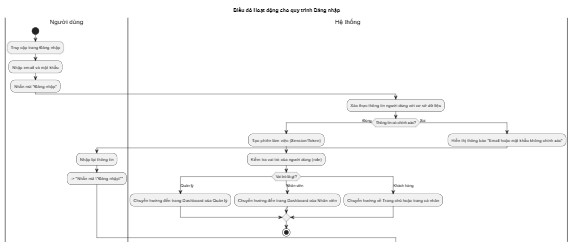 Biểu đồ Hoạt động cho quy trình Đăng nhập
Người dùng
Hệ thống
Truy cập trang Đăng nhập
Nhập email và mật khẩu
Nhấn nút "Đăng nhập"
Xác thực thông tin người dùng với cơ sở dữ liệu
Đúng
Thông tin có chính xác?
Sai
Tạo phiên làm việc (Session/Token)
Hiển thị thông báo "Email hoặc mật khẩu không chính xác"
Nhập lại thông tin
Kiểm tra vai trò của người dùng (role)
-> "Nhấn nút \"Đăng nhập\""
Vai trò là gì?
Quản lý
Nhân viên
Khách hàng
Chuyển hướng đến trang Dashboard của Quản lý
Chuyển hướng đến trang Dashboard của Nhân viên
Chuyển hướng về Trang chủ hoặc trang cá nhân